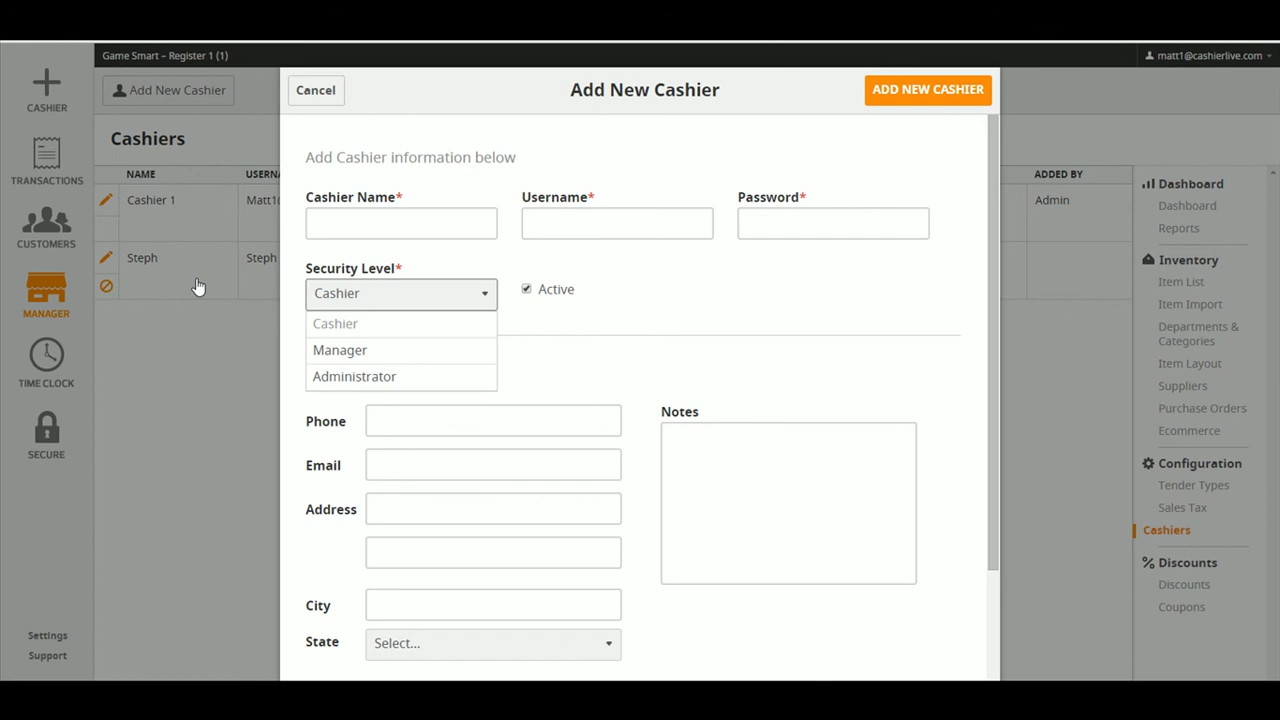 Game Smart – Register 1 (1)
matt1@cashierlive.com
CASHIER
TRANSACTIONS
CUSTOMERS
MANAGER
TIME CLOCK
SECURE
Settings
Support
Add New Cashier
Cashiers
NAME
USERNA
ADDED BY
Cashier 1
Matt1
Admin
Steph
Steph
Cancel
Add New Cashier
ADD NEW CASHIER
Add Cashier information below
Cashier Name*
Username*
Password*
Security Level*
Cashier
Active
Cashier
Manager
Administrator
Phone
Email
Address
City
State
Select...
Notes
Dashboard
Dashboard
Reports
Inventory
Item List
Item Import
Departments &
Categories
Item Layout
Suppliers
Purchase Orders
Ecommerce
Configuration
Tender Types
Sales Tax
Cashiers
Discounts
Discounts
Coupons